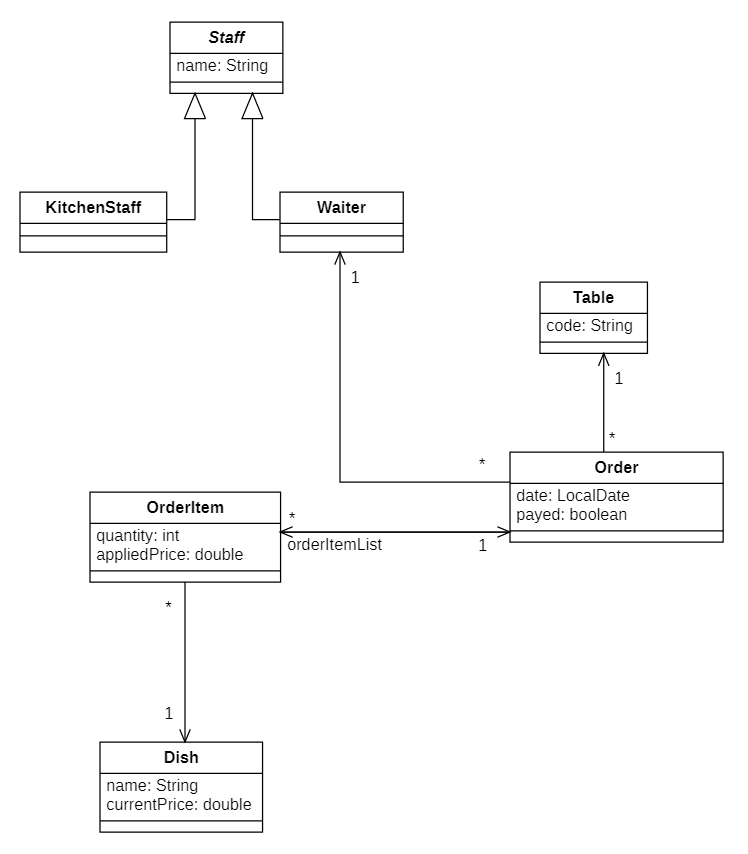 Staff
name: String
KitchenStaff
Waiter
1
Table
code: String
1
*
*
Order
date: LocalDate
payed: boolean
OrderItem
quantity: int
appliedPrice: double
*
orderItemList
1
*
1
Dish
name: String
currentPrice: double